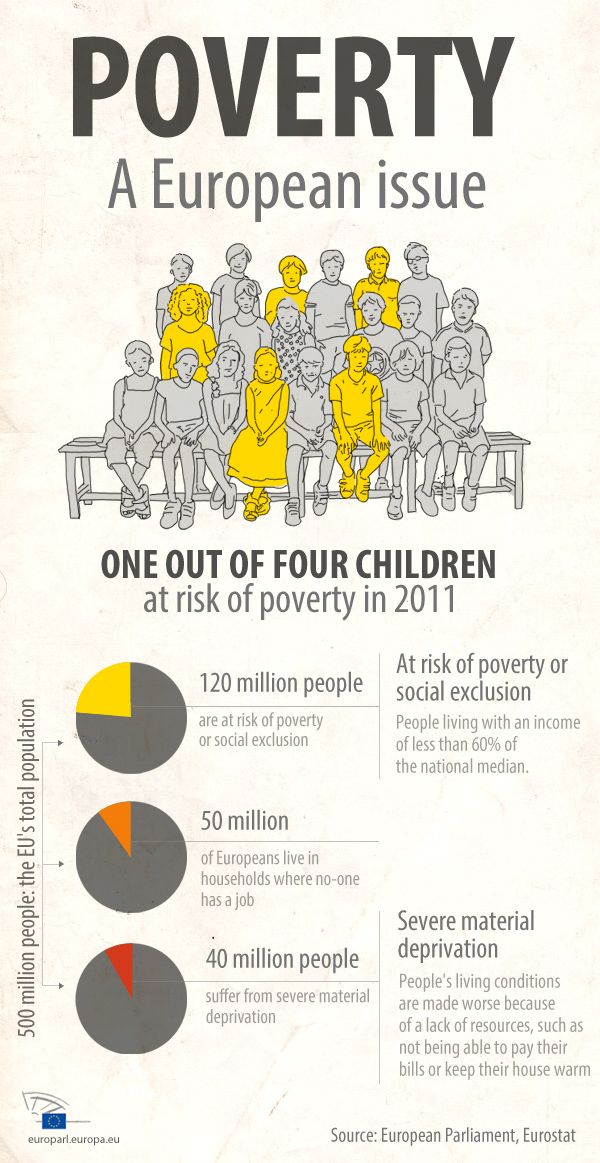 POVERTY
A European issue
ONE OUT OF FOUR CHILDREN
at risk of poverty in 2011
500 million people: the EU's total population
120 million people
are at risk of poverty
or social exclusion
At risk of poverty or
social exclusion
People living with an income
of less than 60% of
the national median.
50 million
of Europeans live in
households where no-one
has a job
40 million people
suffer from severe material
deprivation
Severe material
deprivation
People's living conditions
are made worse because
of a lack of resources, such as
not being able to pay their
bills or keep their house warm
europarl.europa.eu
Source: European Parliament, Eurostat